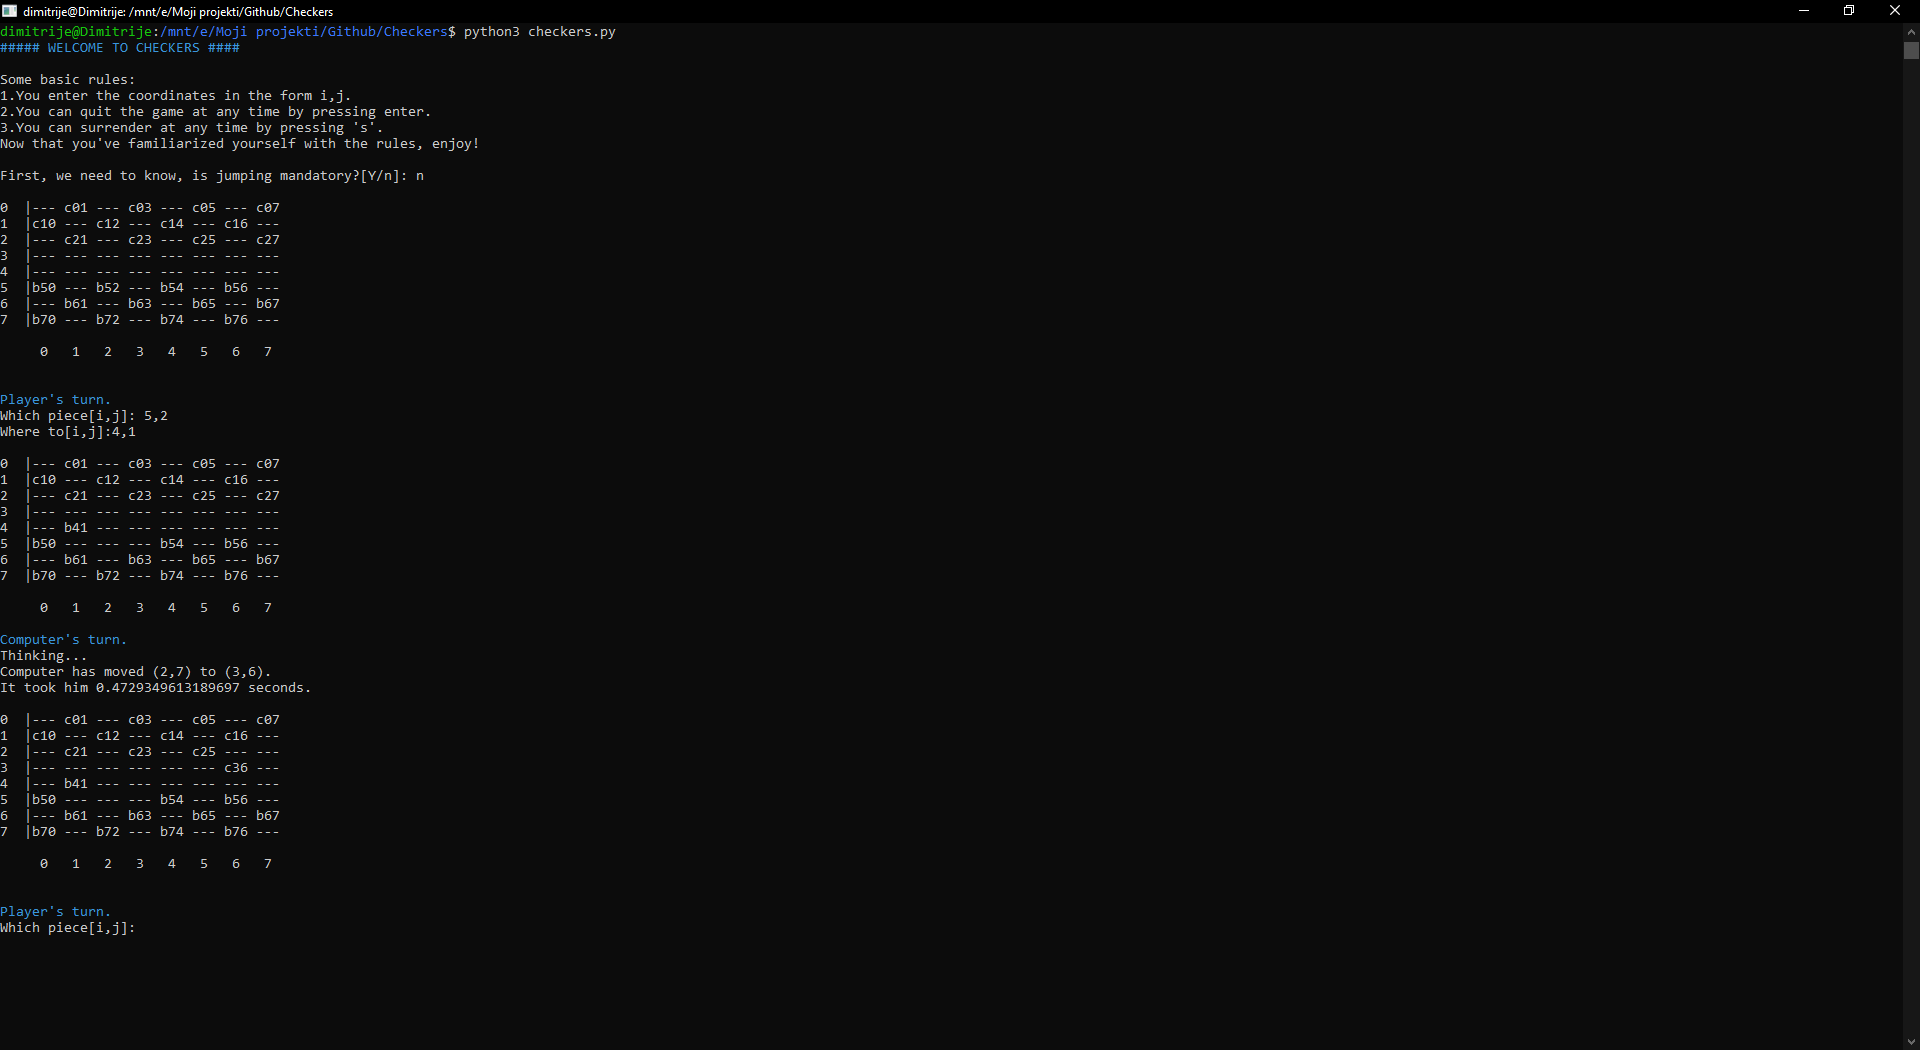 dimitrije@Dimitrije: /mnt/e/Moji projekti/Github/Checkers
dimitrije@Dimitrije:/mnt/e/Moji projekti/Github/Checkers$ python3 checkers.py
##### WELCOME TO CHECKERS ####
Some basic rules:
1.You enter the coordinates in the form i,j.
2.You can quit the game at any time by pressing enter.
3.You can surrender at any time by pressing 's'.
Now that you've familiarized yourself with the rules, enjoy!
First, we need to know, is jumping mandatory?[Y/n]: n
0  |--- c01 --- c03 --- c05 --- c07
1  |c10 --- c12 --- c14 --- c16 ---
2  |--- c21 --- c23 --- c25 --- c27
3  |--- --- --- --- --- --- --- ---
4  |--- --- --- --- --- --- --- ---
5  |b50 --- b52 --- b54 --- b56 ---
6  |--- b61 --- b63 --- b65 --- b67
7  |b70 --- b72 --- b74 --- b76 ---
     0   1   2   3   4   5   6   7
Player's turn.
Which piece[i,j]: 5,2
Where to[i,j]:4,1
0  |--- c01 --- c03 --- c05 --- c07
1  |c10 --- c12 --- c14 --- c16 ---
2  |--- c21 --- c23 --- c25 --- c27
3  |--- --- --- --- --- --- --- ---
4  |--- b41 --- --- --- --- --- ---
5  |b50 --- --- --- b54 --- b56 ---
6  |--- b61 --- b63 --- b65 --- b67
7  |b70 --- b72 --- b74 --- b76 ---
     0   1   2   3   4   5   6   7
Computer's turn.
Thinking...
Computer has moved (2,7) to (3,6).
It took him 0.4729349613189697 seconds.
0  |--- c01 --- c03 --- c05 --- c07
1  |c10 --- c12 --- c14 --- c16 ---
2  |--- c21 --- c23 --- c25 --- ---
3  |--- --- --- --- --- --- c36 ---
4  |--- b41 --- --- --- --- --- ---
5  |b50 --- --- --- b54 --- b56 ---
6  |--- b61 --- b63 --- b65 --- b67
7  |b70 --- b72 --- b74 --- b76 ---
     0   1   2   3   4   5   6   7
Player's turn.
Which piece[i,j]: